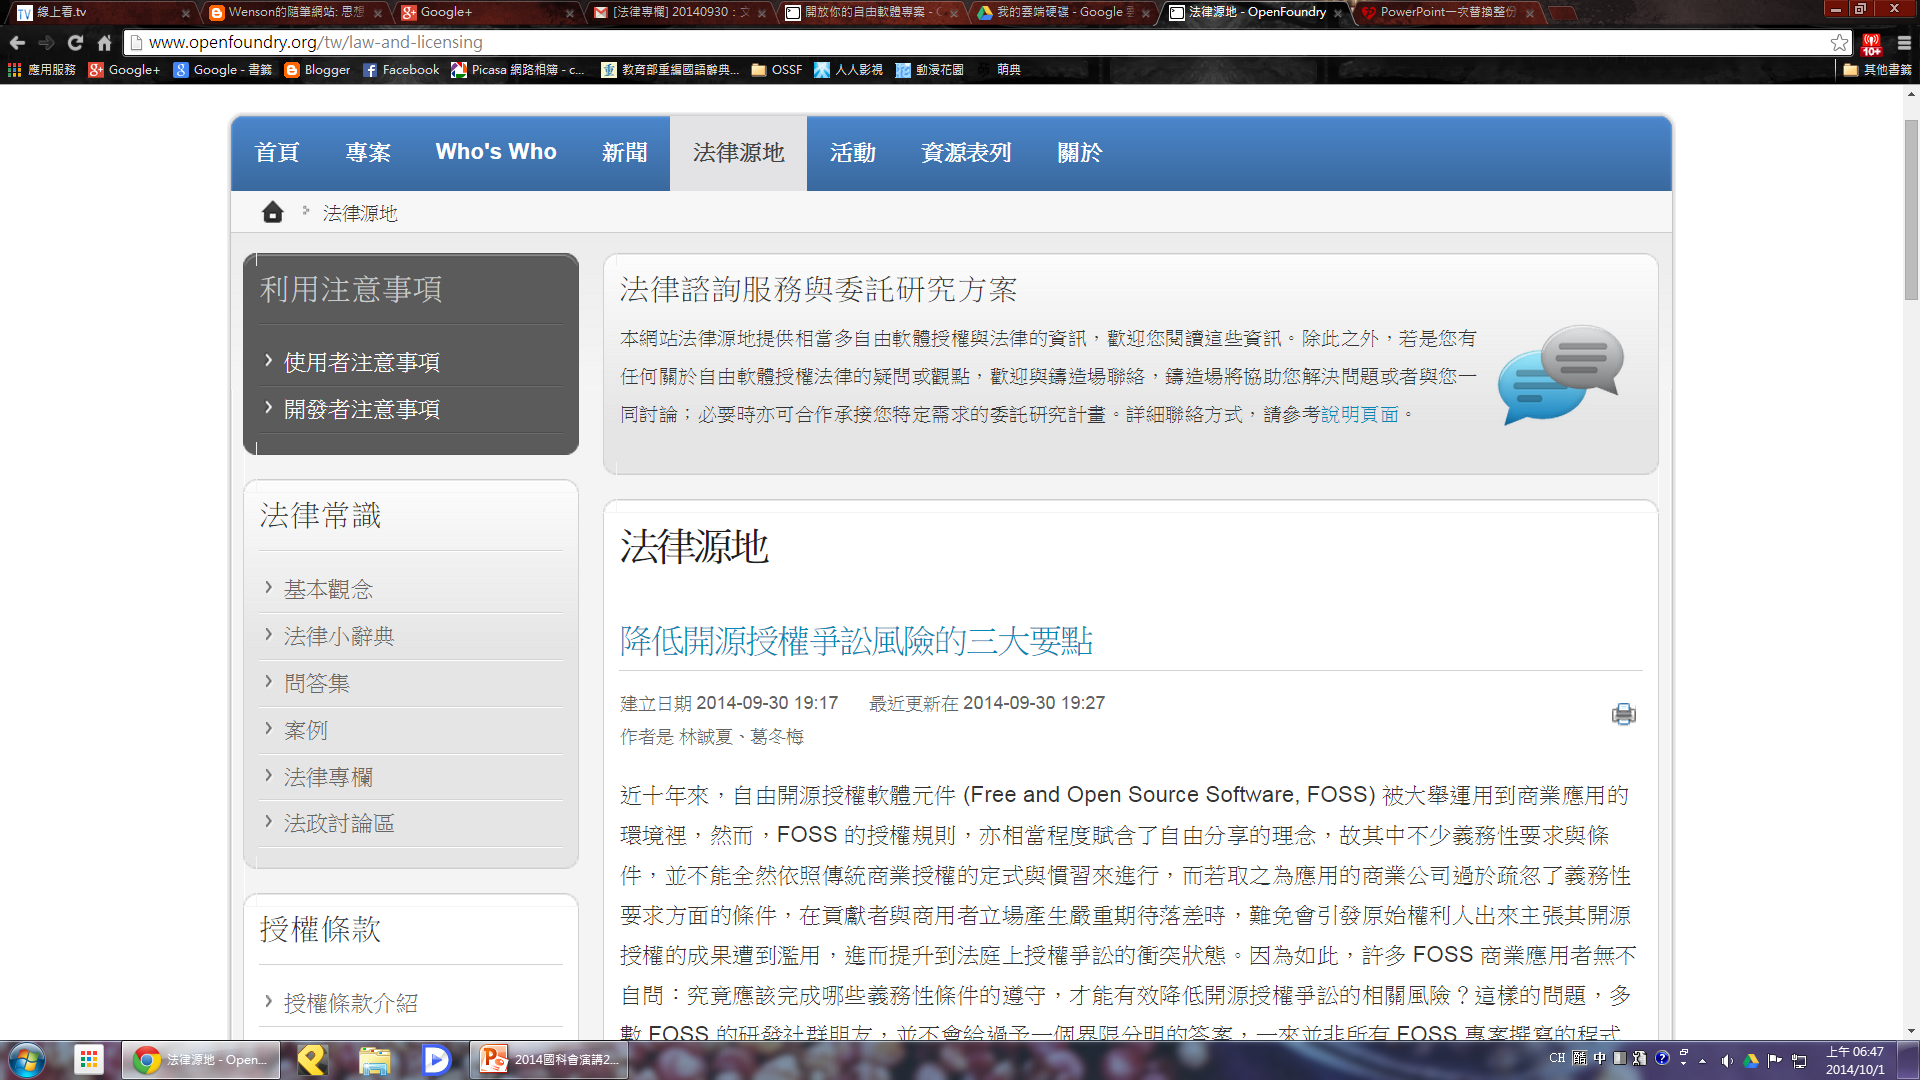 線上看.tv
Wenson的隨筆網站: 思想
Google+
[法律專欄] 20140930：文
開放你的自由軟體專案 - O
我的雲端硬碟 - Google 雲
法律源地 - OpenFoundry
PowerPoint一次替換整份
www.openfoundry.org/tw/law-and-licensing
10+
應用服務
Google+
Google - 書籤
Blogger
Facebook
Picasa 網路相簿 - c...
教育部重編國語辭典...
OSSF
人人影視
動漫花園
萌典
其他書籤
首頁
專案
Who's Who
新聞
法律源地
活動
資源表列
關於
法律源地
利用注意事項
使用者注意事項
開發者注意事項
法律常識
基本觀念
法律小辭典
問答集
案例
法律專欄
法政討論區
授權條款
授權條款介紹
法律諮詢服務與委託研究方案
本網站法律源地提供相當多自由軟體授權與法律的資訊，歡迎您閱讀這些資訊。除此之外，若是您有
任何關於自由軟體授權法律的疑問或觀點，歡迎與鑄造場聯絡，鑄造場將協助您解決問題或者與您一
同討論；必要時亦可合作承接您特定需求的委託研究計畫。詳細聯絡方式，請參考說明頁面。
法律源地
降低開源授權爭訟風險的三大要點
建立日期 2014-09-30 19:17 最近更新在 2014-09-30 19:27
作者是 林誠夏、葛冬梅
近十年來，自由開源授權軟體元件 (Free and Open Source Software, FOSS) 被大舉運用到商業應用的
環境裡，然而，FOSS 的授權規則，亦相當程度賦含了自由分享的理念，故其中不少義務性要求與條
件，並不能全然依照傳統商業授權的定式與慣習來進行，而若取之為應用的商業公司過於疏忽了義務性
要求方面的條件，在貢獻者與商用者立場產生嚴重期待落差時，難免會引發原始權利人出來主張其開源
授權的成果遭到濫用，進而提升到法庭上授權爭訟的衝突狀態。因為如此，許多 FOSS 商業應用者無不
自問：究竟應該完成哪些義務性條件的遵守，才能有效降低開源授權爭訟的相關風險？這樣的問題，多
數 FOSS 的研發社群朋友，並不會給過予一個界限分明的答案，一來並非所有 FOSS 專案撰寫的程式
法律源地 - Open...
2014國科會演講2...
CH
中
上午 06:47
2014/10/1